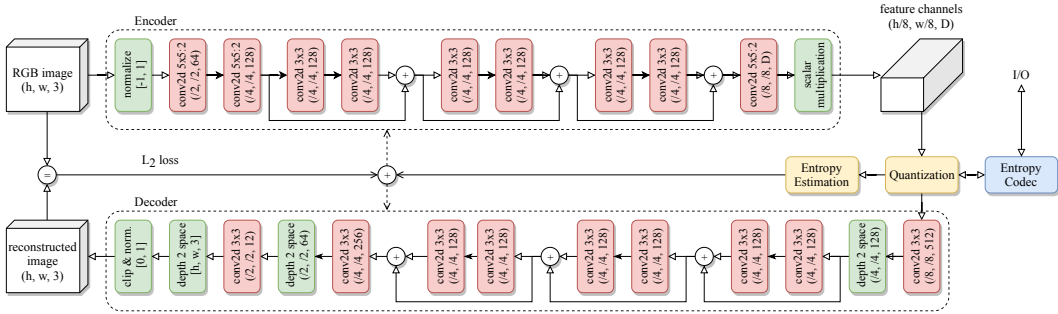 Encoder
feature channels
(h/8, w/8, D)
RGB image
(h, w, 3)
normalize
[-1, 1]
conv2d 5x5:2
(/2, /2, 64)
conv2d 5x5:2
(/4, /4, 128)
conv2d 3x3
(/4, /4, 128)
conv2d 3x3
(/4, /4, 128)
+
conv2d 3x3
(/4, /4, 128)
conv2d 3x3
(/4, /4, 128)
+
conv2d 3x3
(/4, /4, 128)
conv2d 3x3
(/4, /4, 128)
+
conv2d 5x5:2
(/8, /8, D)
scalar
multiplication
I/O
=
L2 loss
+
Entropy
Estimation
Quantization
Entropy
Codec
Decoder
reconstructed
image
(h, w, 3)
clip & norm.
[0, 1]
depth 2 space
[h, w, 3]
conv2d 3x3
(/2, /2, 12)
depth 2 space
(/2, /2, 64)
conv2d 3x3
(/4, /4, 256)
+
conv2d 3x3
(/4, /4, 128)
conv2d 3x3
(/4, /4, 128)
+
conv2d 3x3
(/4, /4, 128)
conv2d 3x3
(/4, /4, 128)
+
conv2d 3x3
(/4, /4, 128)
conv2d 3x3
(/4, /4, 128)
depth 2 space
(/4, /4, 128)
conv2d 3x3
(/8, /8, 512)